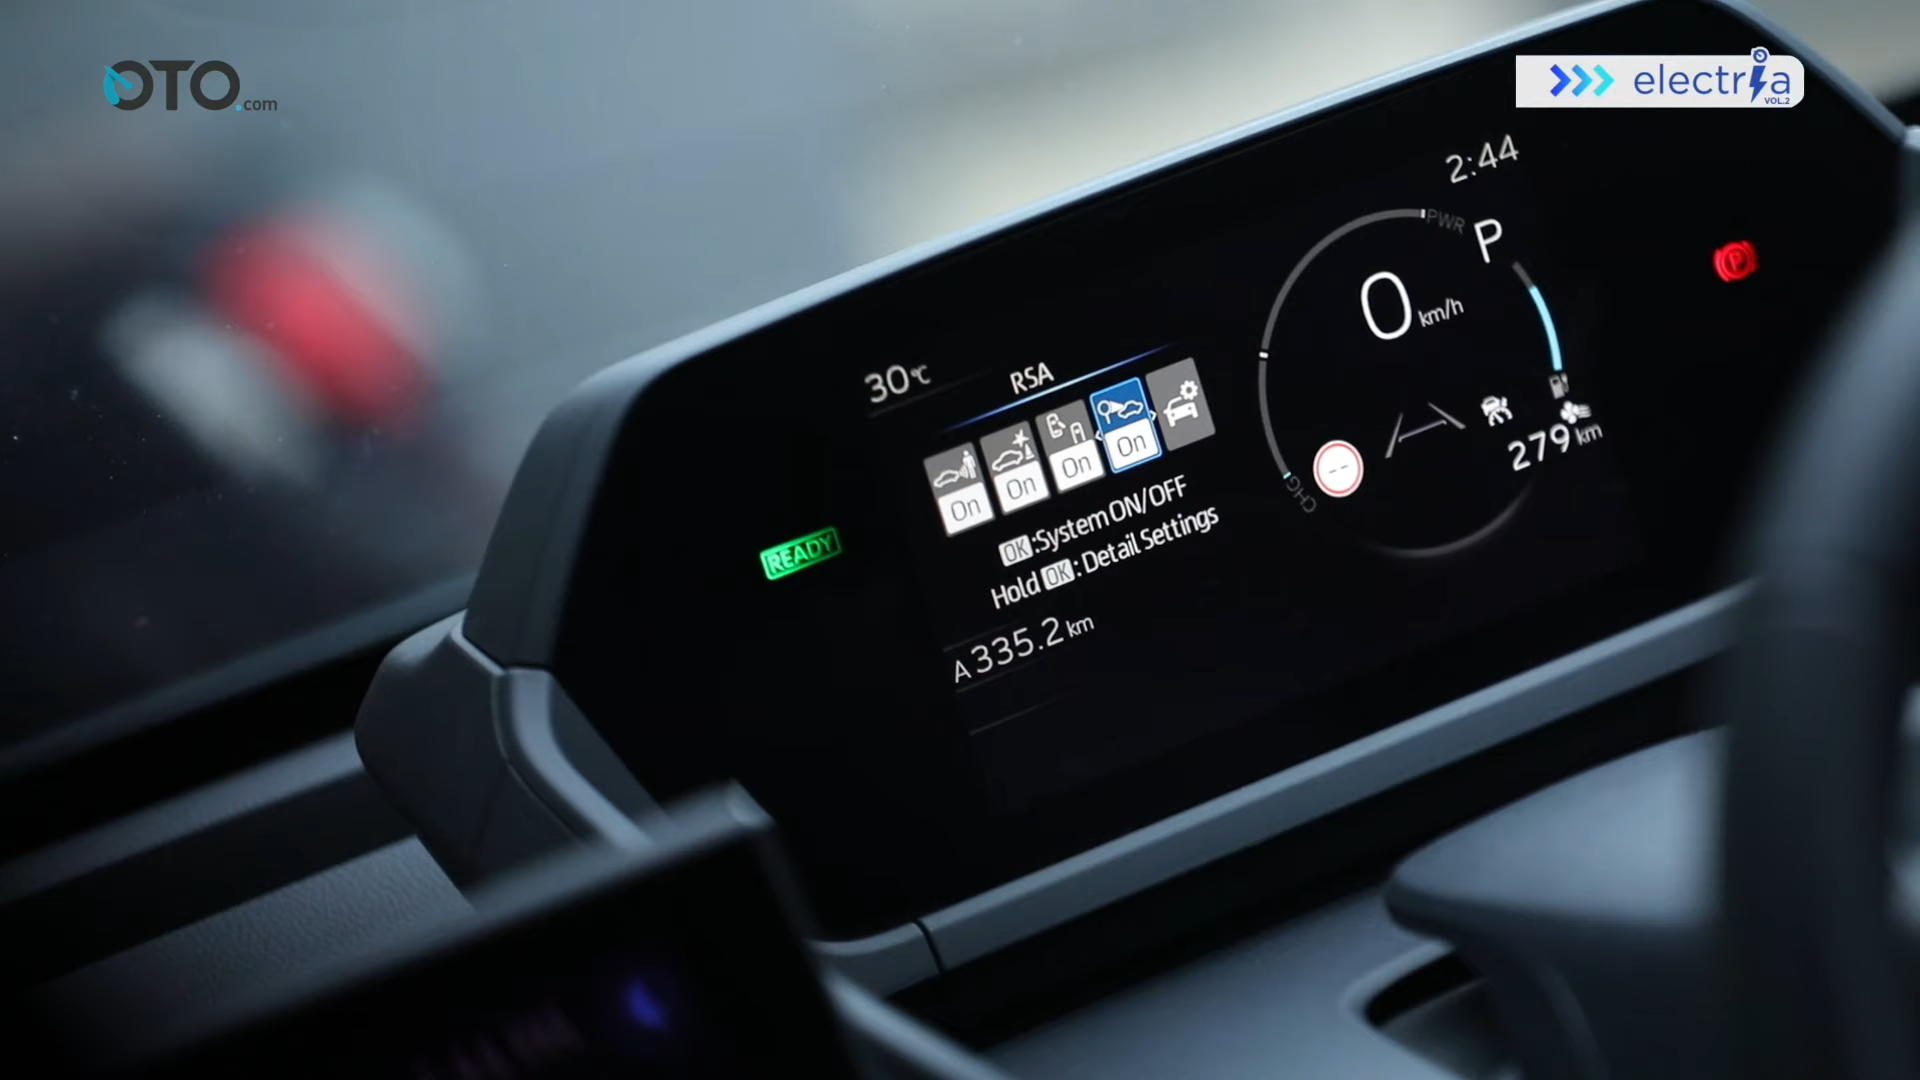 OTO.com
electria
VOL.2
2:44
PWR
P
0 km/h
30°C
RSA
On
On
On
On
OK:System ON/OFF
Hold OK: Detail Settings
--
CHG
279 km
READY
A 335.2 km
P